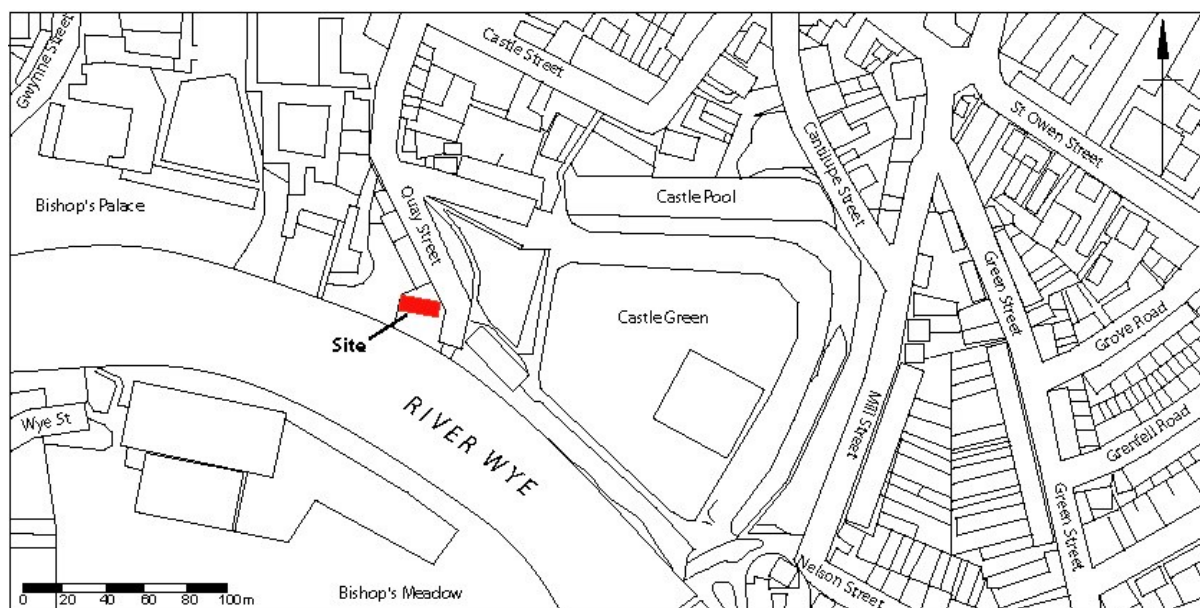 Gwynne Street
Castle Street
St Owen Street
Cantilupe Street
Castle Pool
Bishop's Palace
Quay Street
Green Street
Castle Green
Grove Road
Site
RIVER WYE
Wye St
Mill Street
Grenfell Road
Green Street
Nelson Street
Bishop's Meadow
0 20 40 60 80 100m